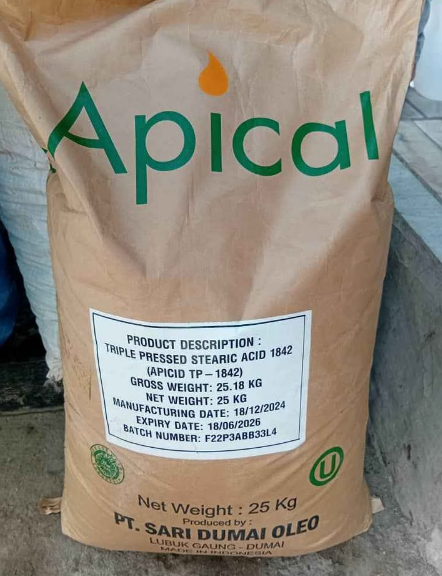 Apical
PRODUCT DESCRIPTION :
TRIPLE PRESSED STEARIC ACID 1842
(APICID TP – 1842)
GROSS WEIGHT: 25.18 KG
NET WEIGHT: 25 KG
MANUFACTURING DATE: 18/12/2024
EXPIRY DATE: 18/06/2026
BATCH NUMBER: F22P3ABB33L4
U
Net Weight : 25 Kg
Produced by :
PT. SARI DUMAI OLEO
LUBUK GAUNG - DUMAI
MADE IN INDONESIA